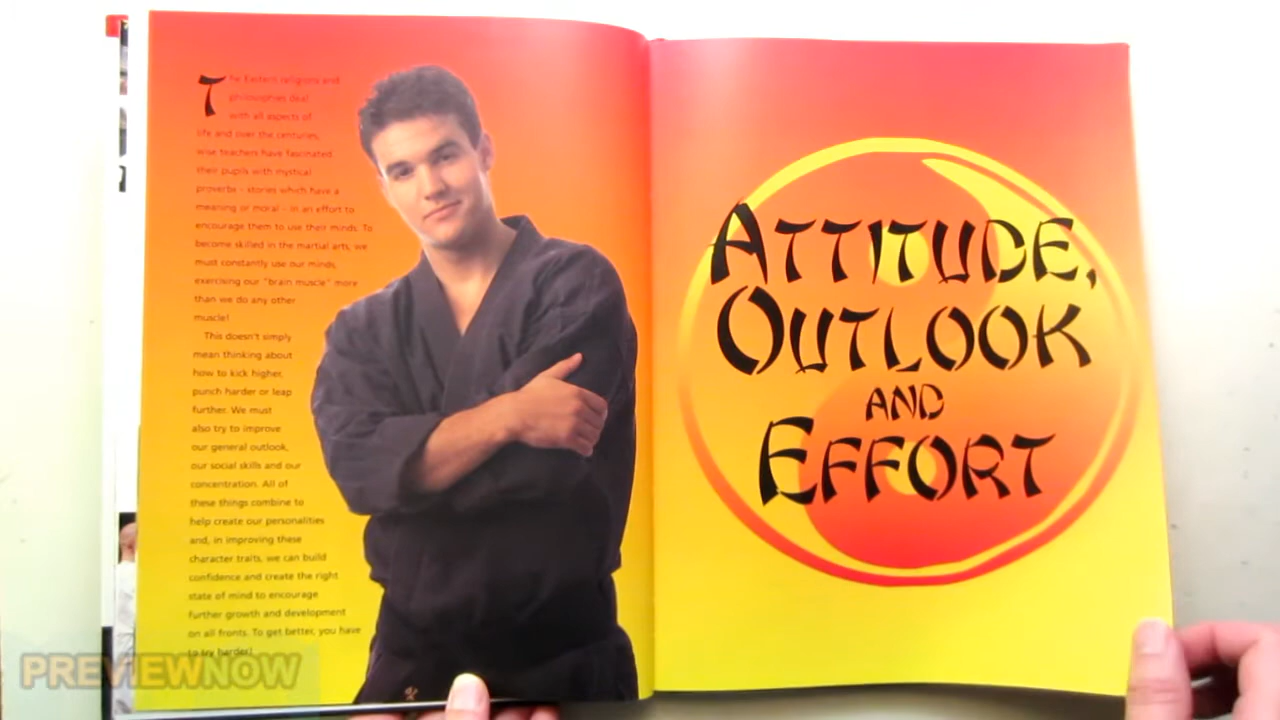 The Eastern religions and
philosophies deal
with all aspects of
life and over the centuries,
wise teachers have fascinated
their pupils with mystical
proverbs - stories which have a
meaning or moral - in an effort to
encourage them to use their minds. To
become skilled in the martial arts, we
must constantly use our minds,
exercising our "brain muscle" more
than we do any other
muscle!
This doesn't simply
mean thinking about
how to kick higher,
punch harder or leap
further. We must
also try to improve
our general outlook,
our social skills and our
concentration. All of
these things combine to
help create our personalities
and, in improving these
character traits, we can build
confidence and create the right
state of mind to encourage
further growth and development
on all fronts. To get better, you have
to try harder!
ATTITUDE,
OUTLOOK
AND
EFFORT
PREVIEWNOW